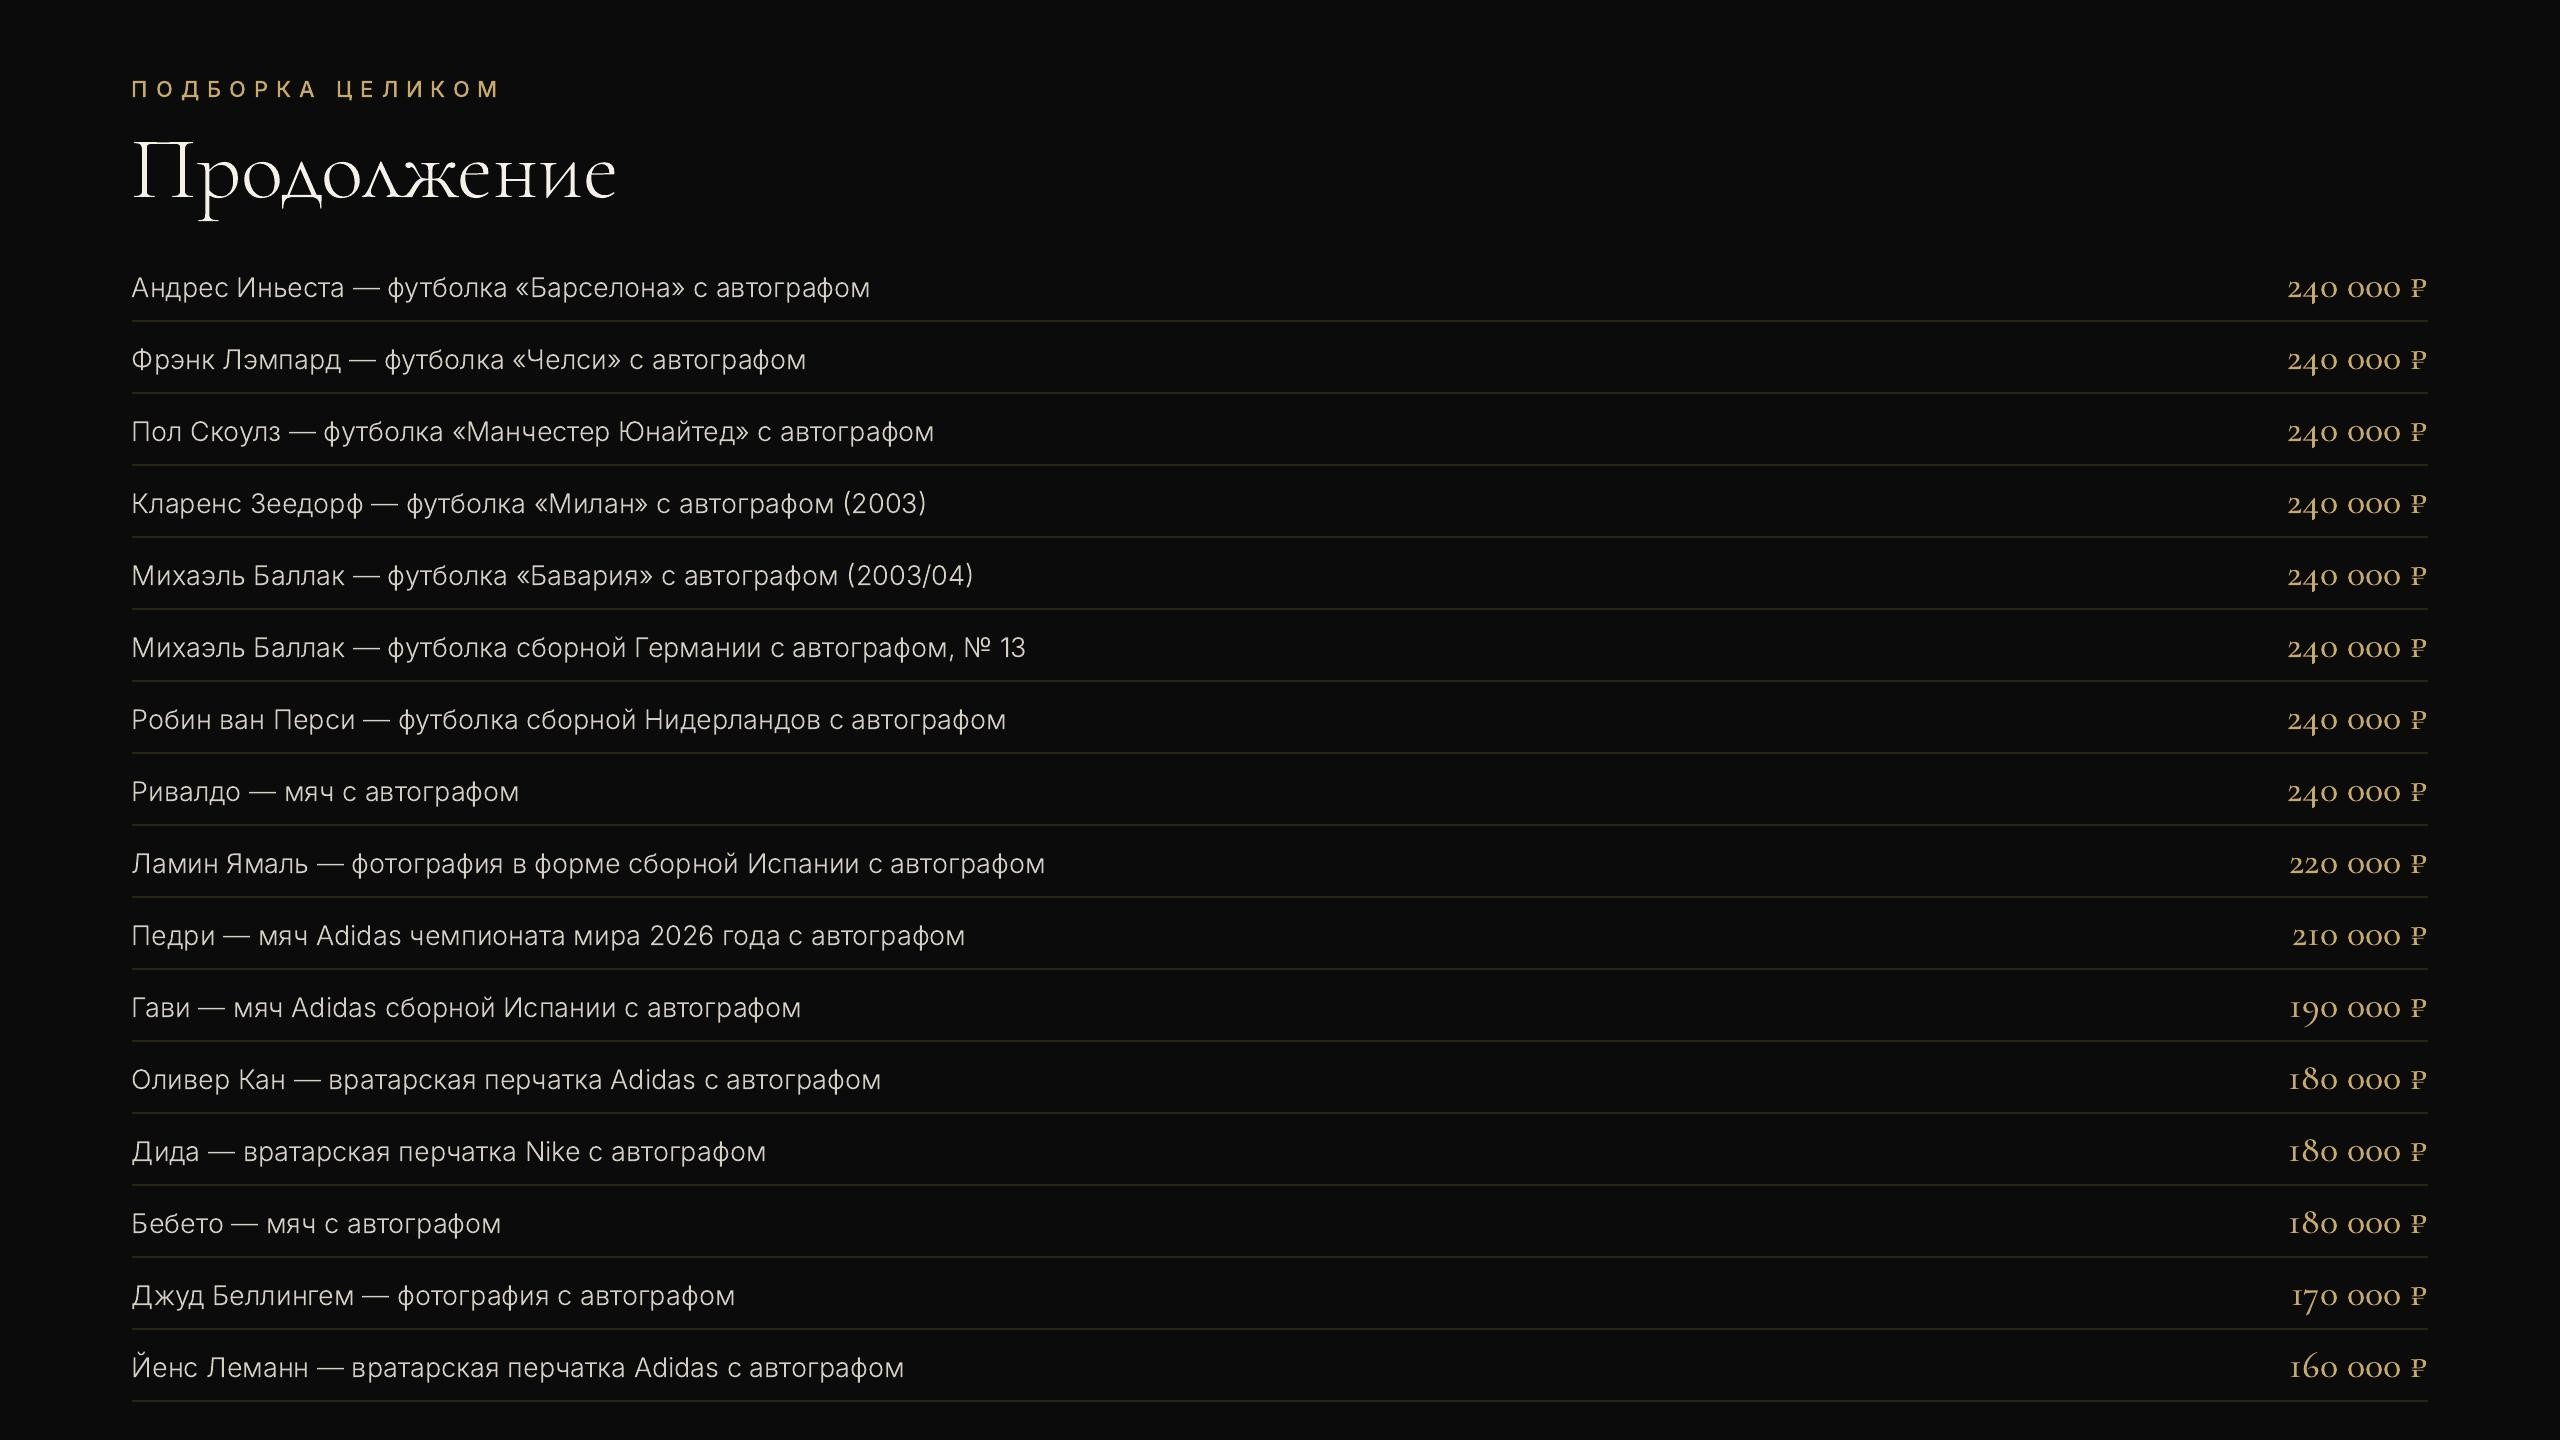 ПОДБОРКА ЦЕЛИКОМ
Продолжение
Андрес Иньеста — футболка «Барселона» с автографом 240 000 ₽
Фрэнк Лэмпард — футболка «Челси» с автографом 240 000 ₽
Пол Скоулз — футболка «Манчестер Юнайтед» с автографом 240 000 ₽
Кларенс Зеедорф — футболка «Милан» с автографом (2003) 240 000 ₽
Михаэль Баллак — футболка «Бавария» с автографом (2003/04) 240 000 ₽
Михаэль Баллак — футболка сборной Германии с автографом, № 13 240 000 ₽
Робин ван Перси — футболка сборной Нидерландов с автографом 240 000 ₽
Ривалдо — мяч с автографом 240 000 ₽
Ламин Ямаль — фотография в форме сборной Испании с автографом 220 000 ₽
Педри — мяч Adidas чемпионата мира 2026 года с автографом 210 000 ₽
Гави — мяч Adidas сборной Испании с автографом 190 000 ₽
Оливер Кан — вратарская перчатка Adidas с автографом 180 000 ₽
Дида — вратарская перчатка Nike с автографом 180 000 ₽
Бебето — мяч с автографом 180 000 ₽
Джуд Беллингем — фотография с автографом 170 000 ₽
Йенс Леманн — вратарская перчатка Adidas с автографом 160 000 ₽